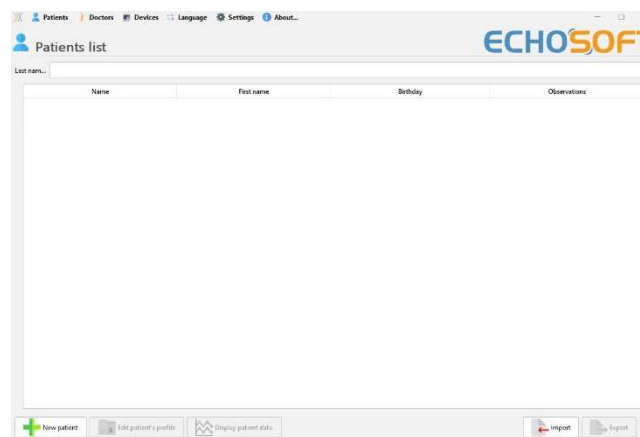 Patients Doctors Devices Language Settings About...
Patients list
ECHOSOFT
Last nam...
Name First name Birthday Observations
New patient Edit patient's profile Display patient data Import Export